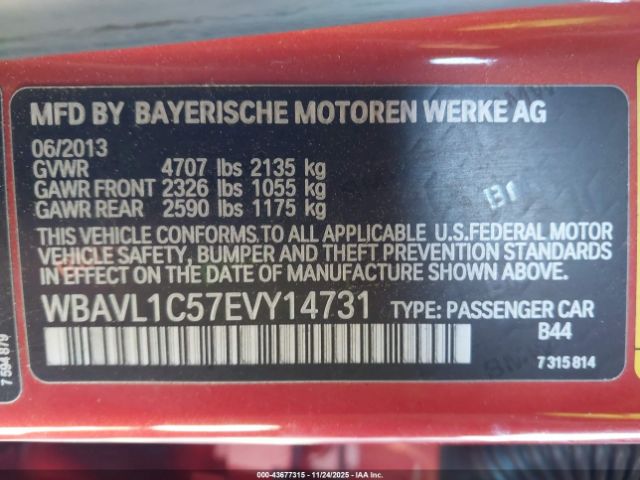 MFD BY BAYERISCHE MOTOREN WERKE AG
06/2013
GVWR 4707 lbs 2135 kg
GAWR FRONT 2326 lbs 1055 kg
GAWR REAR 2590 lbs 1175 kg
THIS VEHICLE CONFORMS TO ALL APPLICABLE U.S.FEDERAL MOTOR
VEHICLE SAFETY, BUMPER AND THEFT PREVENTION STANDARDS
IN EFFECT ON THE DATE OF MANUFACTURE SHOWN ABOVE.
WBAVL1C57EVY14731 TYPE: PASSENGER CAR
B44
7 315 814
7 594 879
000-43677315 - 11/24/2025 - IAAI, Inc.